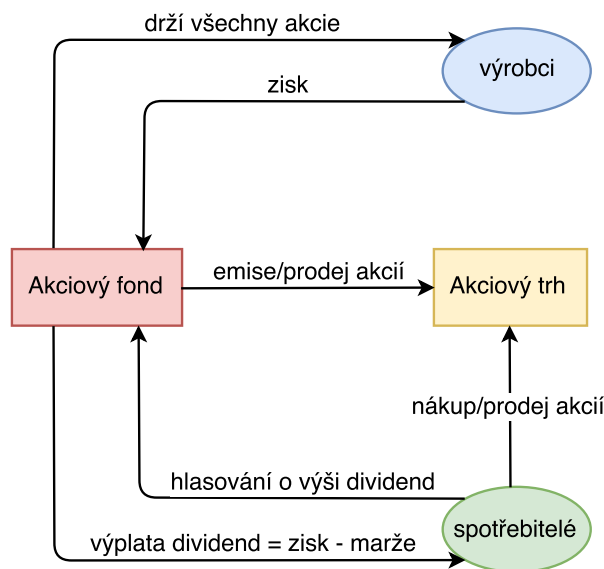 drží všechny akcie
výrobci
zisk
Akciový fond
emise/prodej akcií
Akciový trh
nákup/prodej akcií
hlasování o výši dividend
spotřebitelé
výplata dividend = zisk - marže